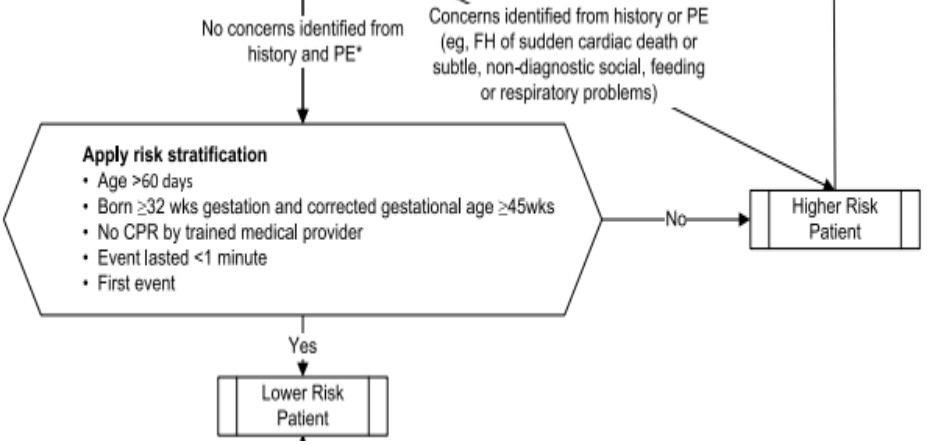 No concerns identified from
history and PE*
Concerns identified from history or PE
(eg, FH of sudden cardiac death or
subtle, non-diagnostic social, feeding
or respiratory problems)
Apply risk stratification
• Age >60 days
• Born ≥32 wks gestation and corrected gestational age ≥45wks
• No CPR by trained medical provider
• Event lasted <1 minute
• First event
No
Higher Risk
Patient
Yes
Lower Risk
Patient